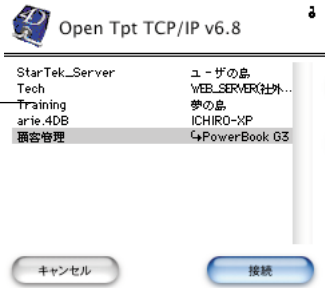 Open Tpt TCP/IP v6.8
StarTek_Server ユーザの島
Tech WEB_SERVER(社外…
Training 夢の島
arie.4DB ICHIRO-XP
顧客管理 ↪PowerBook G3
キャンセル 接続